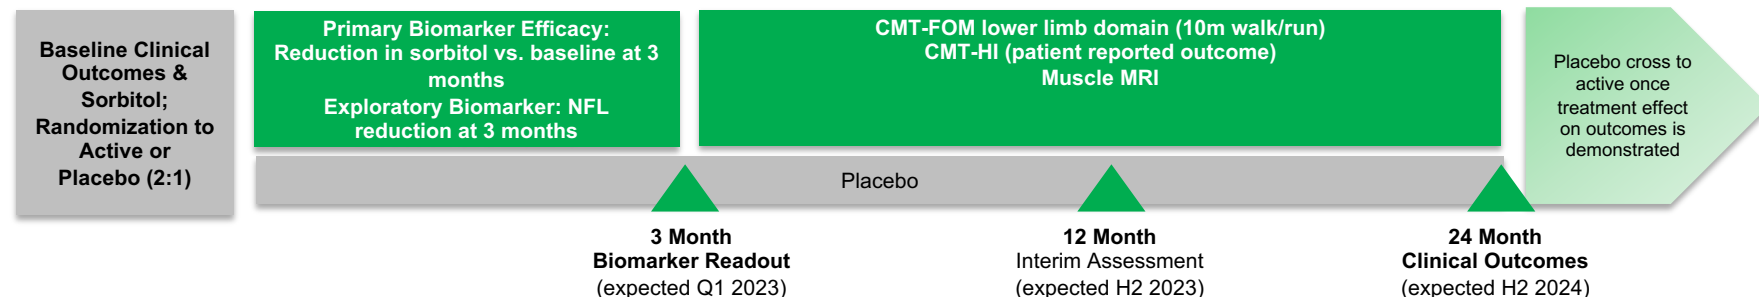 Baseline Clinical
Outcomes &
Sorbitol;
Randomization to
Active or
Placebo (2:1)
Primary Biomarker Efficacy:
Reduction in sorbitol vs. baseline at 3
months
Exploratory Biomarker: NFL
reduction at 3 months
CMT-FOM lower limb domain (10m walk/run)
CMT-HI (patient reported outcome)
Muscle MRI
Placebo cross to
active once
treatment effect
on outcomes is
demonstrated
Placebo
3 Month
Biomarker Readout
(expected Q1 2023)
12 Month
Interim Assessment
(expected H2 2023)
24 Month
Clinical Outcomes
(expected H2 2024)